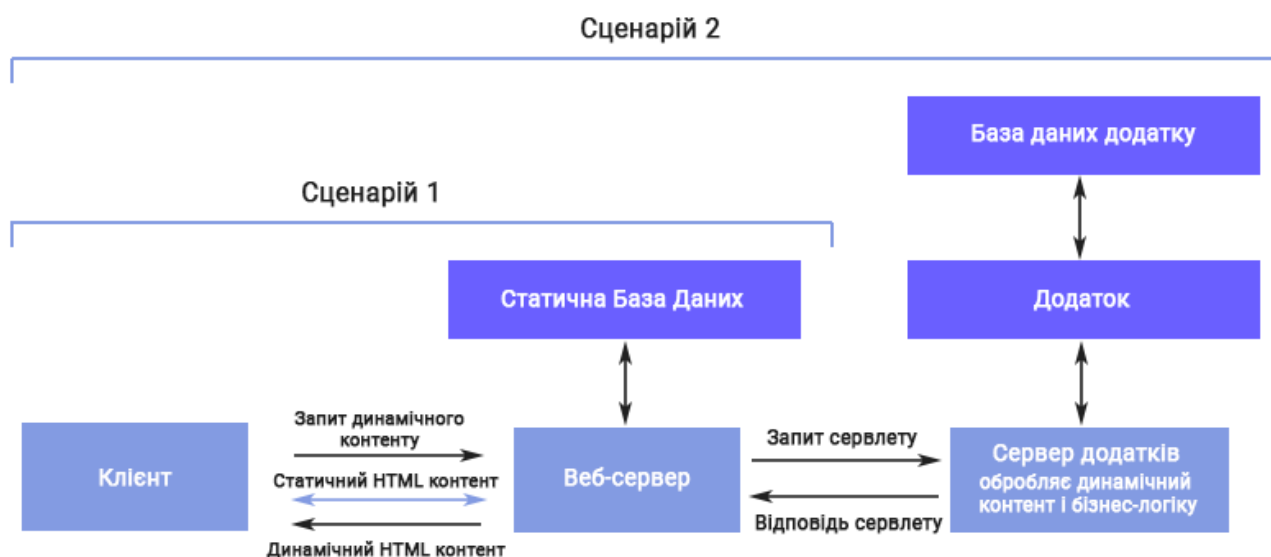 Сценарій 2
База даних додатку
Сценарій 1
Статична База Даних
Додаток
Клієнт
Запит динамічного
контенту
Статичний HTML контент
Динамічний HTML контент
Веб-сервер
Запит сервлету
Відповідь сервлету
Сервер додатків
обробляє динамічний
контент і бізнес-логіку